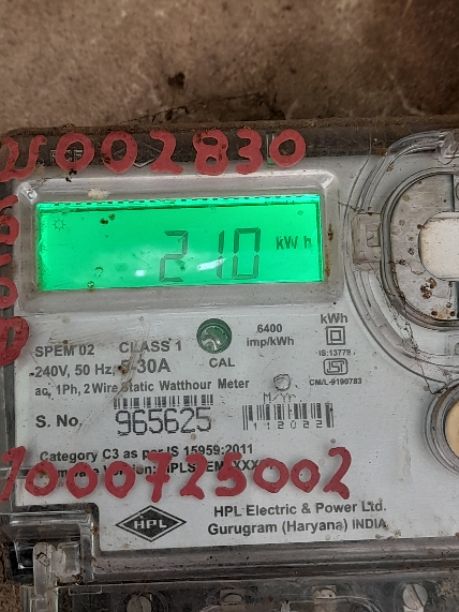 5002830
210 kWh
SPEM 02 CLASS 1
6400 imp/kWh
kWh
240V, 50 Hz, -30A
CAL
IS:13779
CM/L-9190783
ac, 1Ph, 2 Wire Static Watthour Meter
M/Yr
S. No. 965625
112022
Category C3 as per IS 15959:2011
1000725002
HPL
HPL Electric & Power Ltd.
Gurugram (Haryana) INDIA